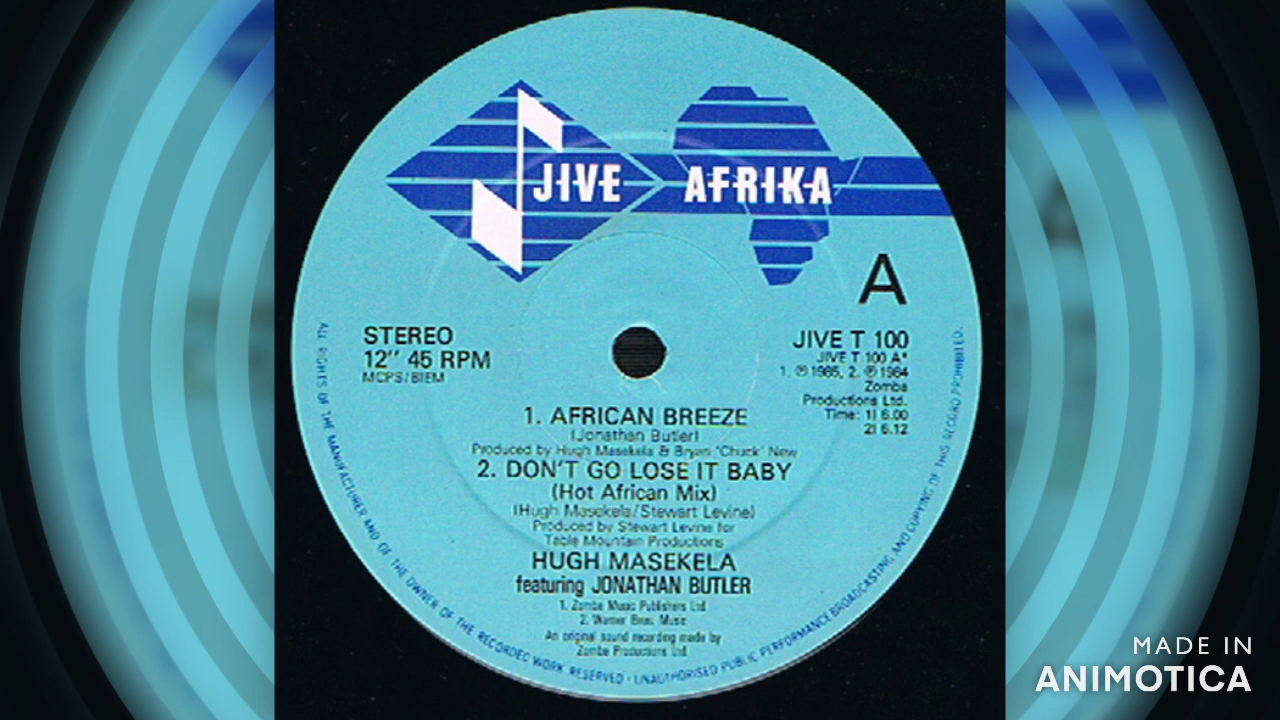 JIVE AFRIKA
A
STEREO
12″ 45 RPM
MCPS/BIEM
JIVE T 100
JIVE T 100 A*
1. ℗ 1985, 2. ℗ 1984
Zomba
Productions Ltd.
Time: 1) 6.00
2) 6.12
1. AFRICAN BREEZE
(Jonathan Butler)
Produced by Hugh Masekela & Bryan 'Chuck' New
2. DON'T GO LOSE IT BABY
(Hot African Mix)
(Hugh Masekela/Stewart Levine)
Produced by Stewart Levine for
Table Mountain Productions
HUGH MASEKELA
featuring JONATHAN BUTLER
1. Zomba Music Publishers Ltd.
2. Warner Bros. Music
An original sound recording made by
Zomba Productions Ltd.
ALL RIGHTS OF THE MANUFACTURER AND OF THE OWNER OF THE RECORDED WORK RESERVED · UNAUTHORISED PUBLIC PERFORMANCE BROADCASTING AND COPYING OF THIS RECORD PROHIBITED.
MADE IN
ANIMOTICA